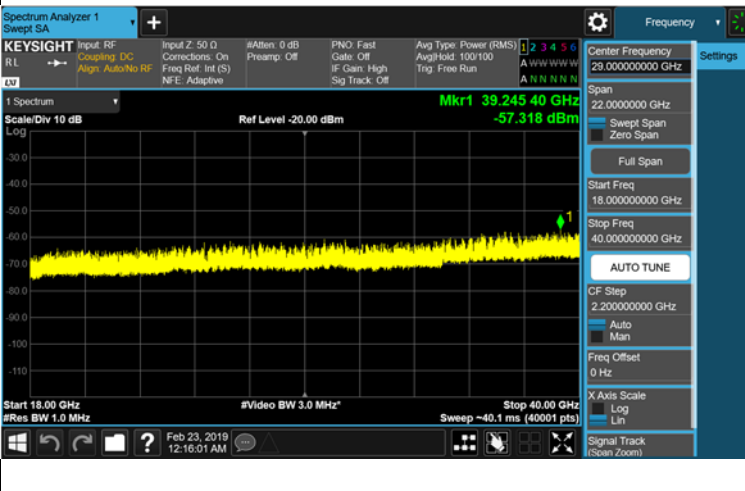 Spectrum Analyzer 1
Swept SA
Frequency
KEYSIGHT
RL
LXI
Input: RF
Coupling: DC
Align: Auto/No RF
Input Z: 50 Ω
Corrections: On
Freq Ref: Int (S)
NFE: Adaptive
#Atten: 0 dB
Preamp: Off
PNO: Fast
Gate: Off
IF Gain: High
Sig Track: Off
Avg Type: Power (RMS)
Avg|Hold: 100/100
Trig: Free Run
1 2 3 4 5 6
A W W W W W
A N N N N N
1 Spectrum
Scale/Div 10 dB
Log
Ref Level -20.00 dBm
Mkr1 39.245 40 GHz
-57.318 dBm
1
-30.0
-40.0
-50.0
-60.0
-70.0
-80.0
-90.0
-100
-110
Start 18.00 GHz
#Res BW 1.0 MHz
#Video BW 3.0 MHz*
Stop 40.00 GHz
Sweep ~40.1 ms (40001 pts)
?
Feb 23, 2019
12:16:01 AM
Center Frequency
29.000000000 GHz
Span
22.0000000 GHz
Swept Span
Zero Span
Full Span
Start Freq
18.000000000 GHz
Stop Freq
40.000000000 GHz
AUTO TUNE
CF Step
2.200000000 GHz
Auto
Man
Freq Offset
0 Hz
X Axis Scale
Log
Lin
Signal Track
(Span Zoom)
Settings